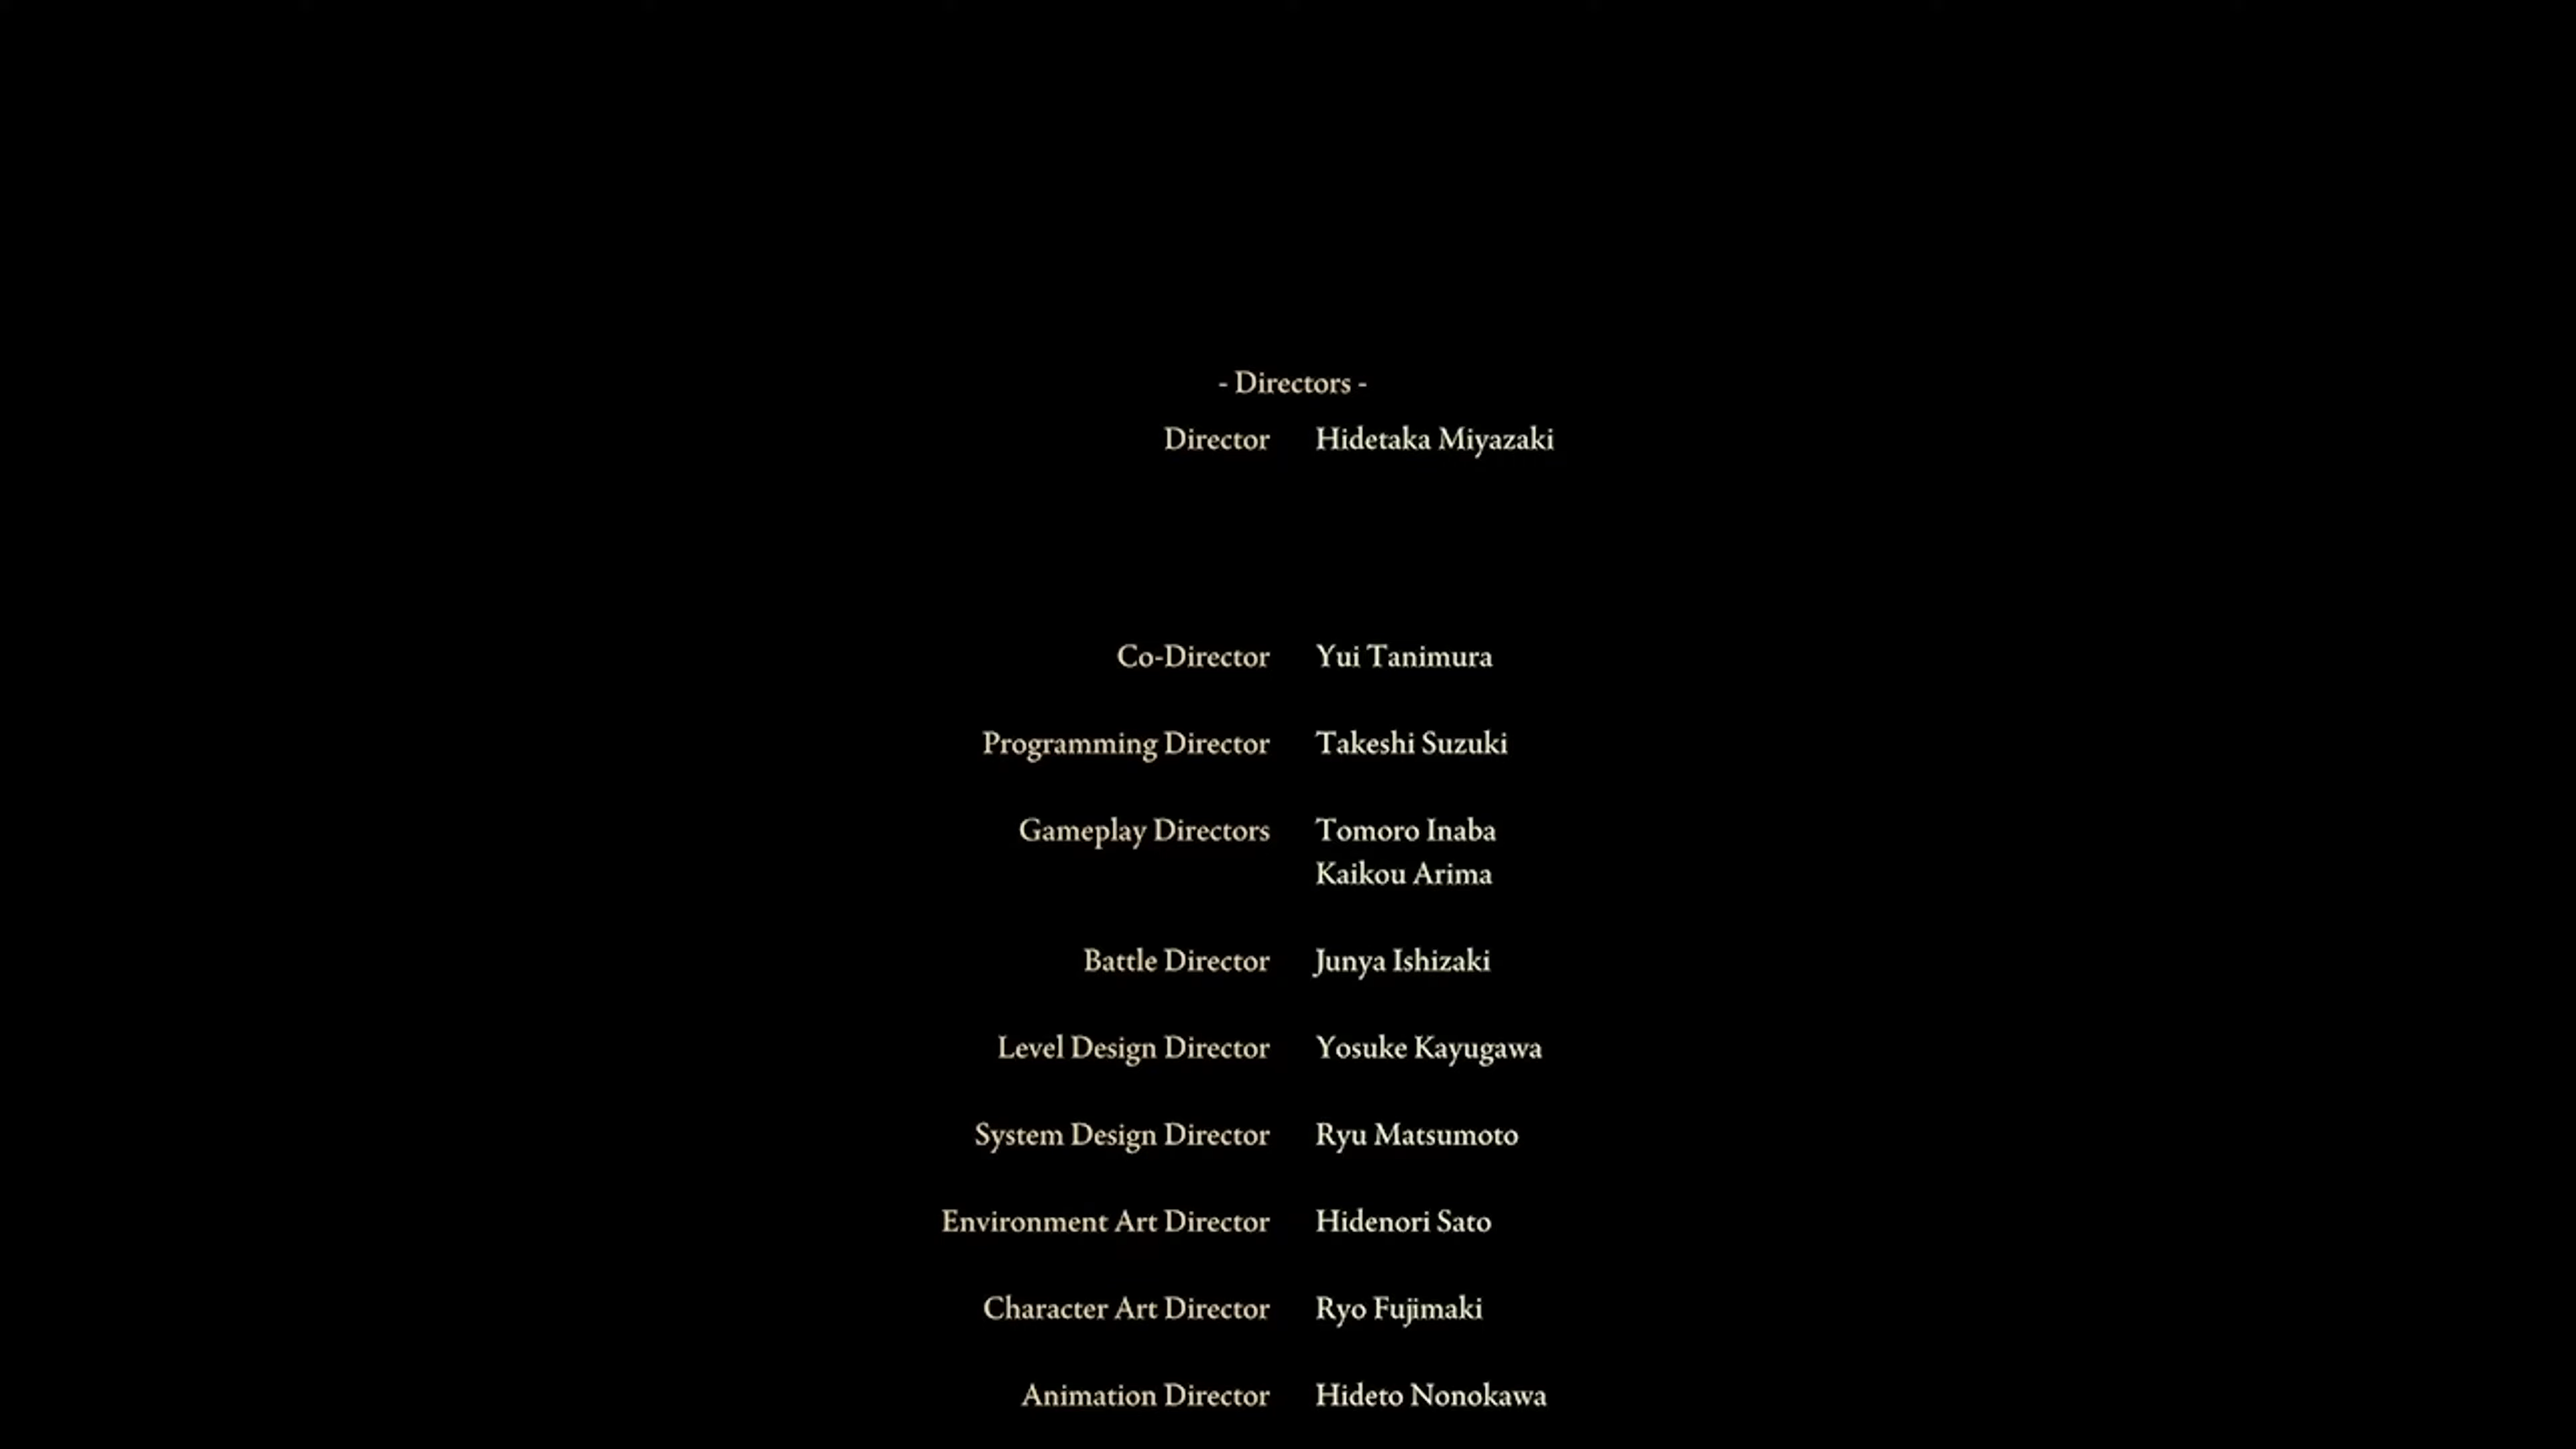 - Directors -
Director Hidetaka Miyazaki
Co-Director Yui Tanimura
Programming Director Takeshi Suzuki
Gameplay Directors Tomoro Inaba
Kaikou Arima
Battle Director Junya Ishizaki
Level Design Director Yosuke Kayugawa
System Design Director Ryu Matsumoto
Environment Art Director Hidenori Sato
Character Art Director Ryo Fujimaki
Animation Director Hideto Nonokawa